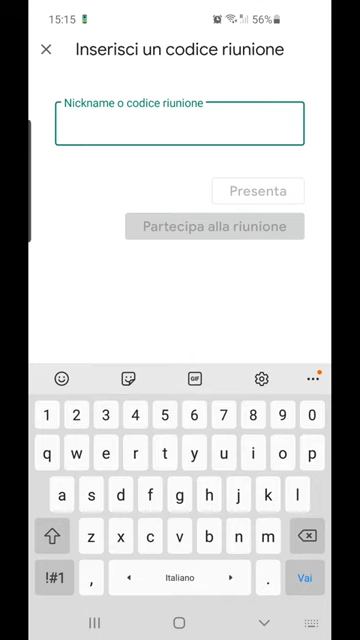 15:15 56%
Inserisci un codice riunione
Nickname o codice riunione
Presenta
Partecipa alla riunione
GIF
1 2 3 4 5 6 7 8 9 0
q w e r t y u i o p
a s d f g h j k l
z x c v b n m
!#1 , Italiano . Vai